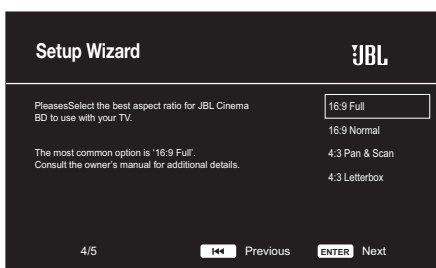 Setup Wizard
JBL
PleasesSelect the best aspect ratio for JBL Cinema
BD to use with your TV.
The most common option is '16:9 Full'.
Consult the owner's manual for additional details.
16:9 Full
16:9 Normal
4:3 Pan & Scan
4:3 Letterbox
4/5
Previous
ENTER Next